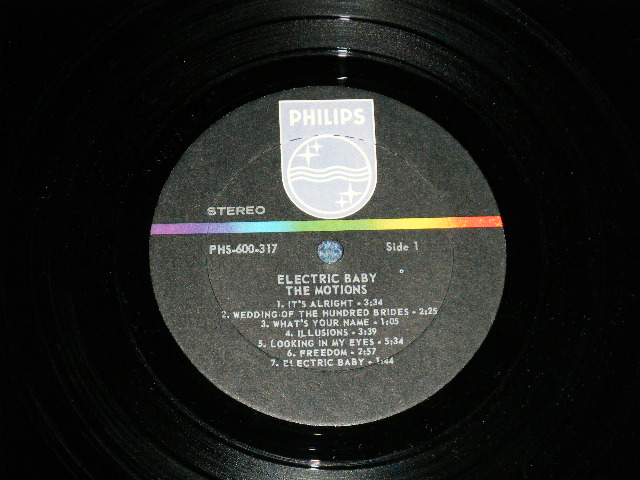 PHILIPS
STEREO
PHS-600-317 Side 1
ELECTRIC BABY
THE MOTIONS
1. IT'S ALRIGHT - 3:34
2. WEDDING OF THE HUNDRED BRIDES - 2:25
3. WHAT'S YOUR NAME - 1:05
4. ILLUSIONS - 3:39
5. LOOKING IN MY EYES - 5:34
6. FREEDOM - 2:57
7. ELECTRIC BABY -